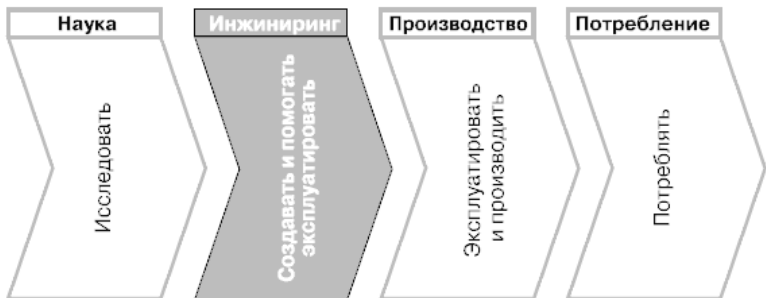 Наука
Инжиниринг
Производство
Потребление
Исследовать
Создавать и помогать
эксплуатировать
Эксплуатировать
и производить
Потреблять